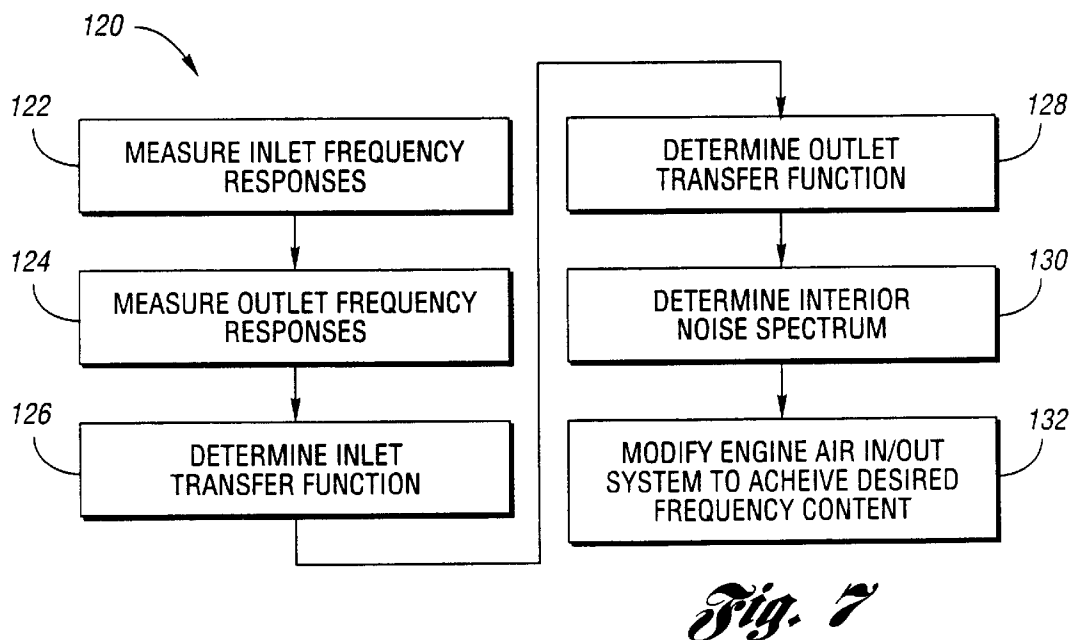 120
122
MEASURE INLET FREQUENCY
RESPONSES
124
MEASURE OUTLET FREQUENCY
RESPONSES
126
DETERMINE INLET
TRANSFER FUNCTION
128
DETERMINE OUTLET
TRANSFER FUNCTION
130
DETERMINE INTERIOR
NOISE SPECTRUM
132
MODIFY ENGINE AIR IN/OUT
SYSTEM TO ACHEIVE DESIRED
FREQUENCY CONTENT
Fig. 7